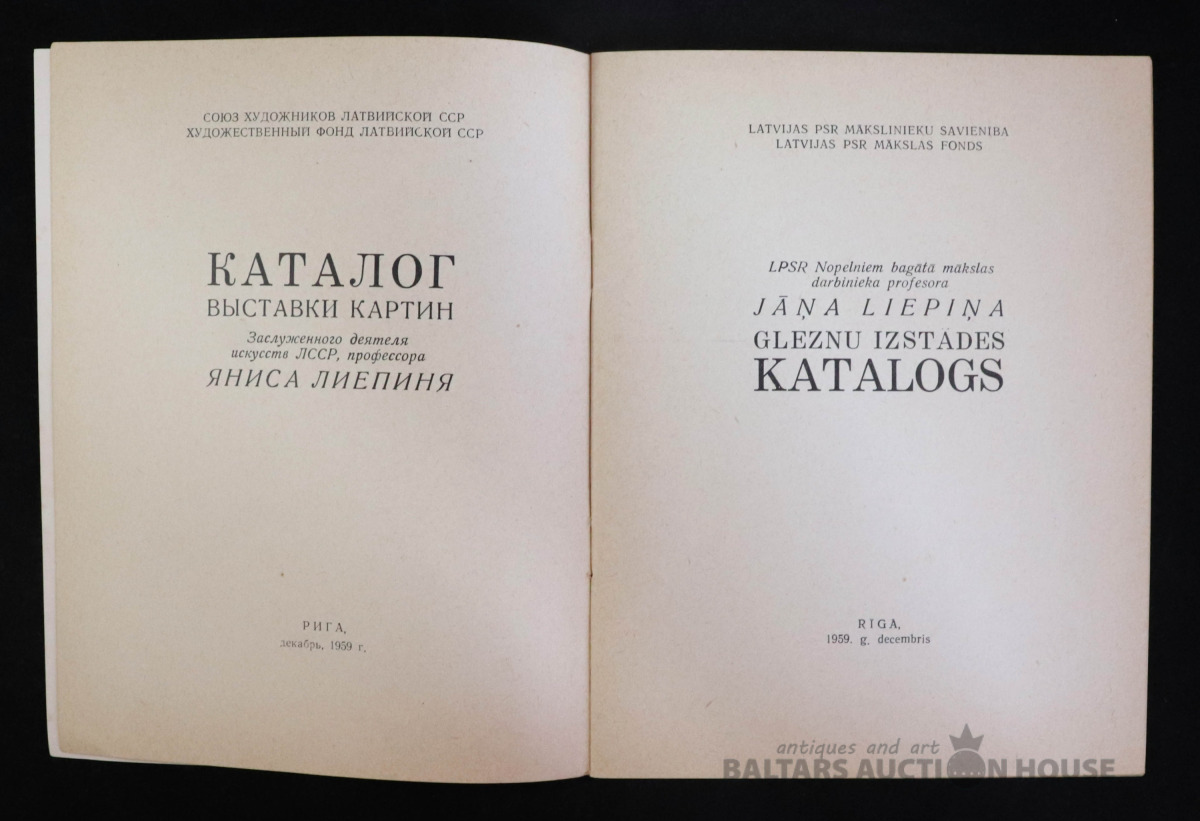 СОЮЗ ХУДОЖНИКОВ ЛАТВИЙСКОЙ ССР
ХУДОЖЕСТВЕННЫЙ ФОНД ЛАТВИЙСКОЙ ССР
КАТАЛОГ
ВЫСТАВКИ КАРТИН
Заслуженного деятеля
искусств ЛССР, профессора
ЯНИСА ЛИЕПИНЯ
РИГА,
декабрь, 1959 г.
LATVIJAS PSR MĀKSLINIEKU SAVIENĪBA
LATVIJAS PSR MĀKSLAS FONDS
LPSR Nopelniem bagātā mākslas
darbinieka profesora
JĀŅA LIEPIŅA
GLEZNU IZSTĀDES
KATALOGS
RĪGĀ,
1959. g. decembris
antiques and art
BALTARS AUCTION HOUSE